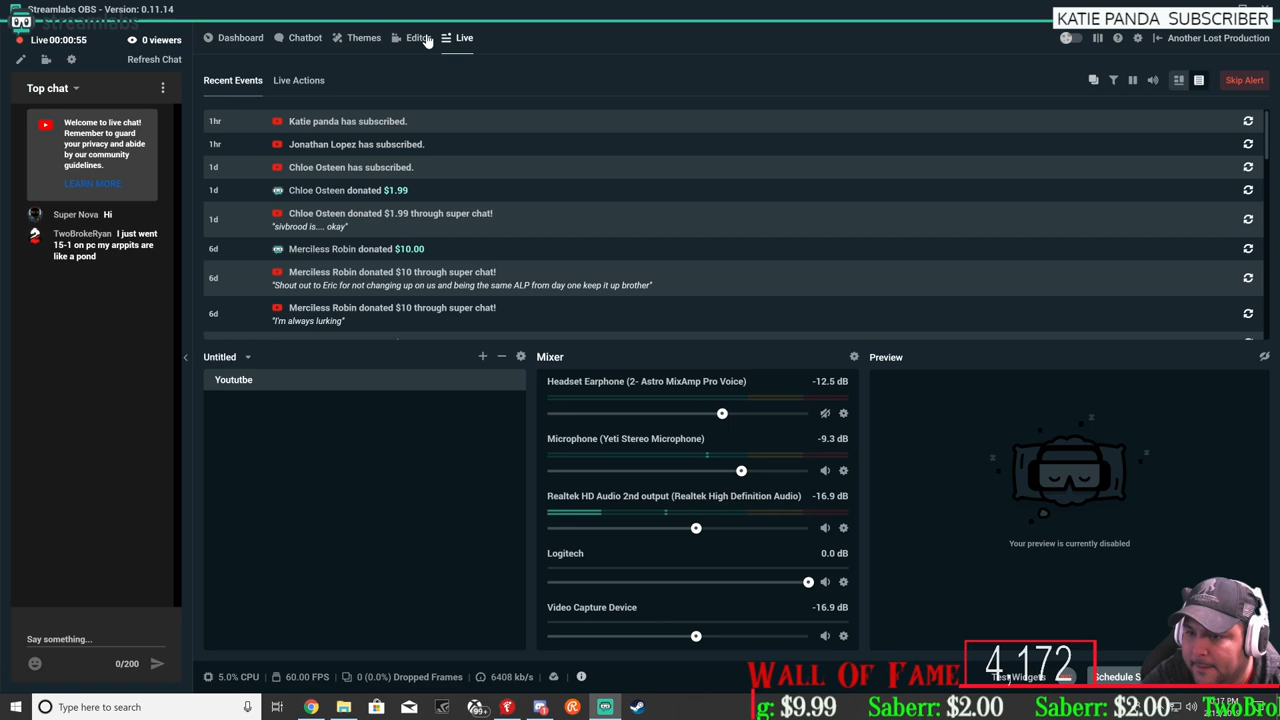 Streamlabs OBS - Version: 0.11.14
streamlabs
KATIE PANDA SUBSCRIBER
Live 00:00:55
0 viewers
Dashboard
Chatbot
Themes
Editor
Live
Another Lost Production
Refresh Chat
Recent Events
Live Actions
Skip Alert
Top chat
Welcome to live chat!
Remember to guard
your privacy and abide
by our community
guidelines.
LEARN MORE
Super Nova Hi
TwoBrokeRyan I just went
15-1 on pc my arppits are
like a pond
1hr Katie panda has subscribed.
1hr Jonathan Lopez has subscribed.
1d Chloe Osteen has subscribed.
1d Chloe Osteen donated $1.99
1d Chloe Osteen donated $1.99 through super chat!
"sivbrood is.... okay"
6d Merciless Robin donated $10.00
6d Merciless Robin donated $10 through super chat!
"Shout out to Eric for not changing up on us and being the same ALP from day one keep it up brother"
6d Merciless Robin donated $10 through super chat!
"I'm always lurking"
Untitled
Yoututbe
Mixer
Headset Earphone (2- Astro MixAmp Pro Voice) -12.5 dB
Microphone (Yeti Stereo Microphone) -9.3 dB
Realtek HD Audio 2nd output (Realtek High Definition Audio) -16.9 dB
Logitech 0.0 dB
Video Capture Device -16.9 dB
Preview
Your preview is currently disabled
Say something...
0/200
5.0% CPU
0 (0.0%) Dropped Frames
6408 kb/s
WALL OF FAME
4,172
Schedule S
Type here to search
99+
g: $9.99 Saberr: $2.00 Saberr: $2.00 TwoBro